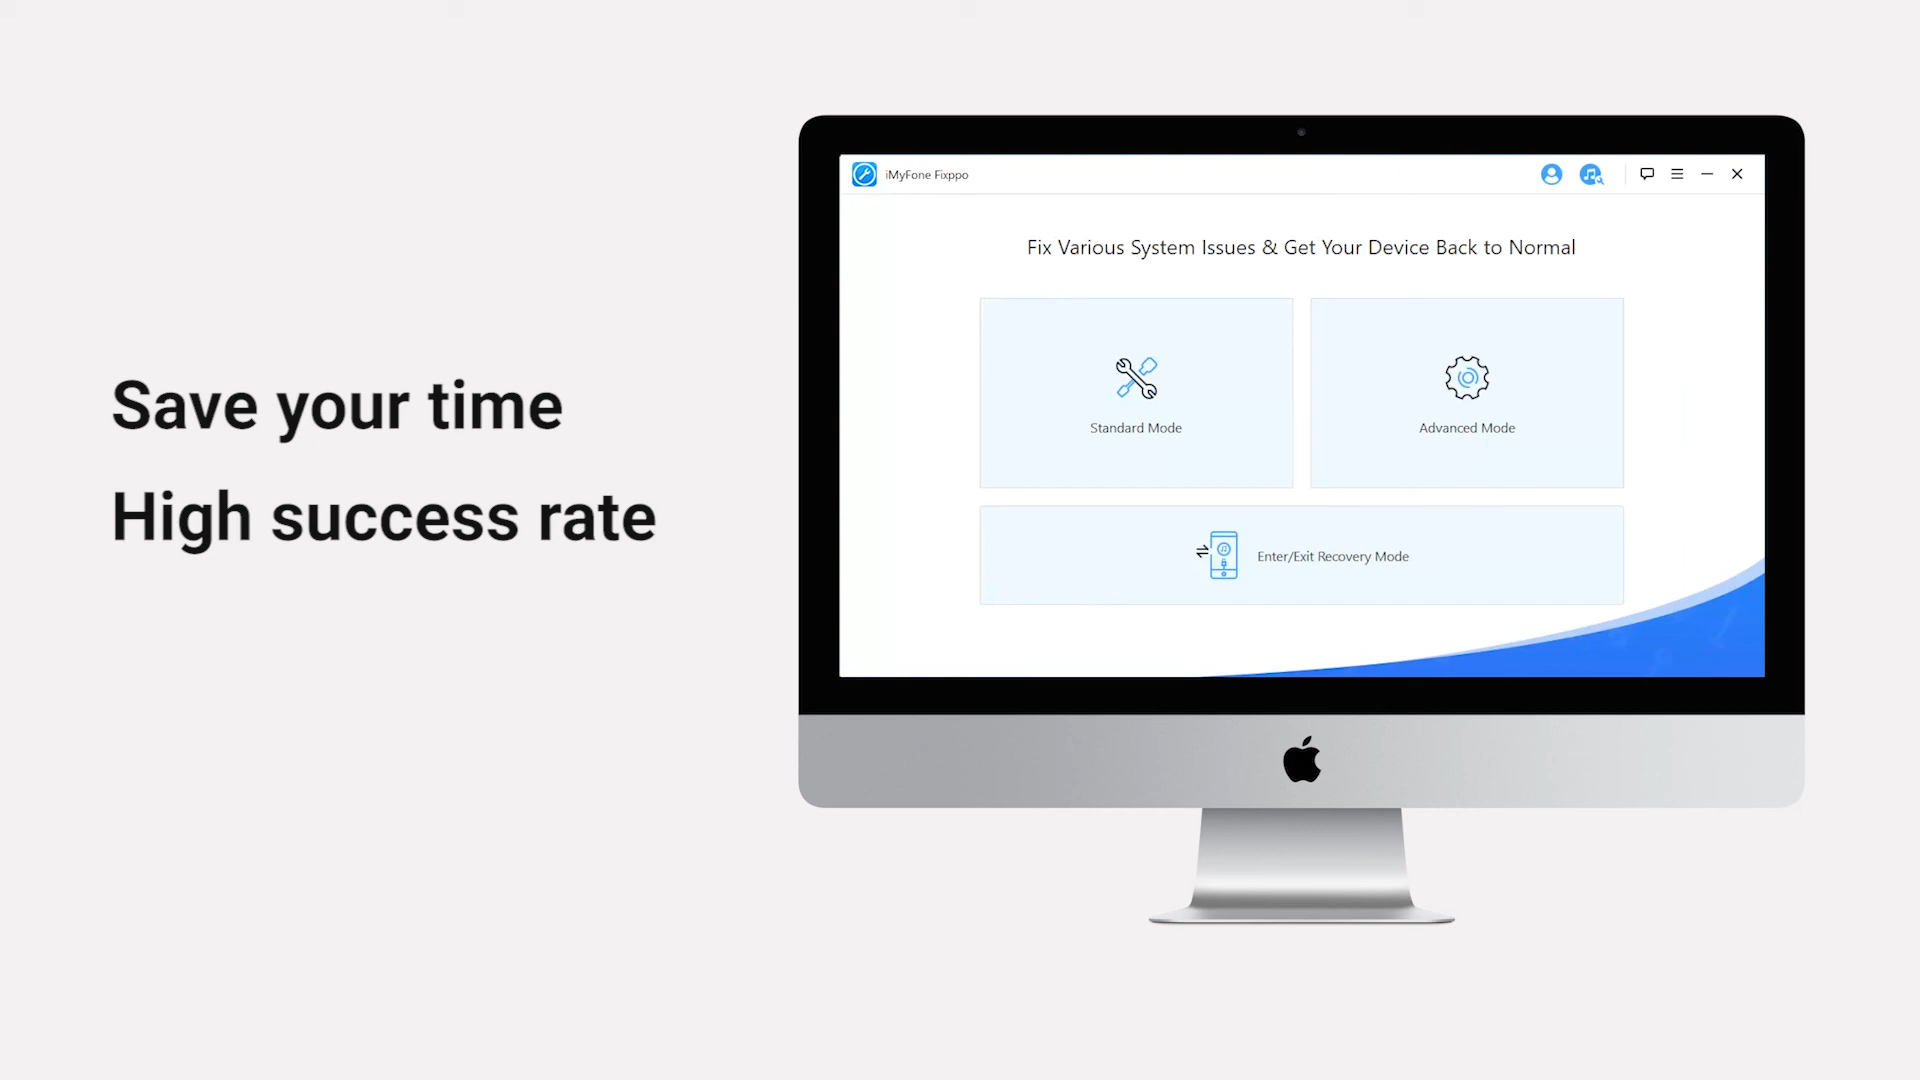 Save your time
High success rate
iMyFone Fixppo
Fix Various System Issues & Get Your Device Back to Normal
Standard Mode
Advanced Mode
Enter/Exit Recovery Mode